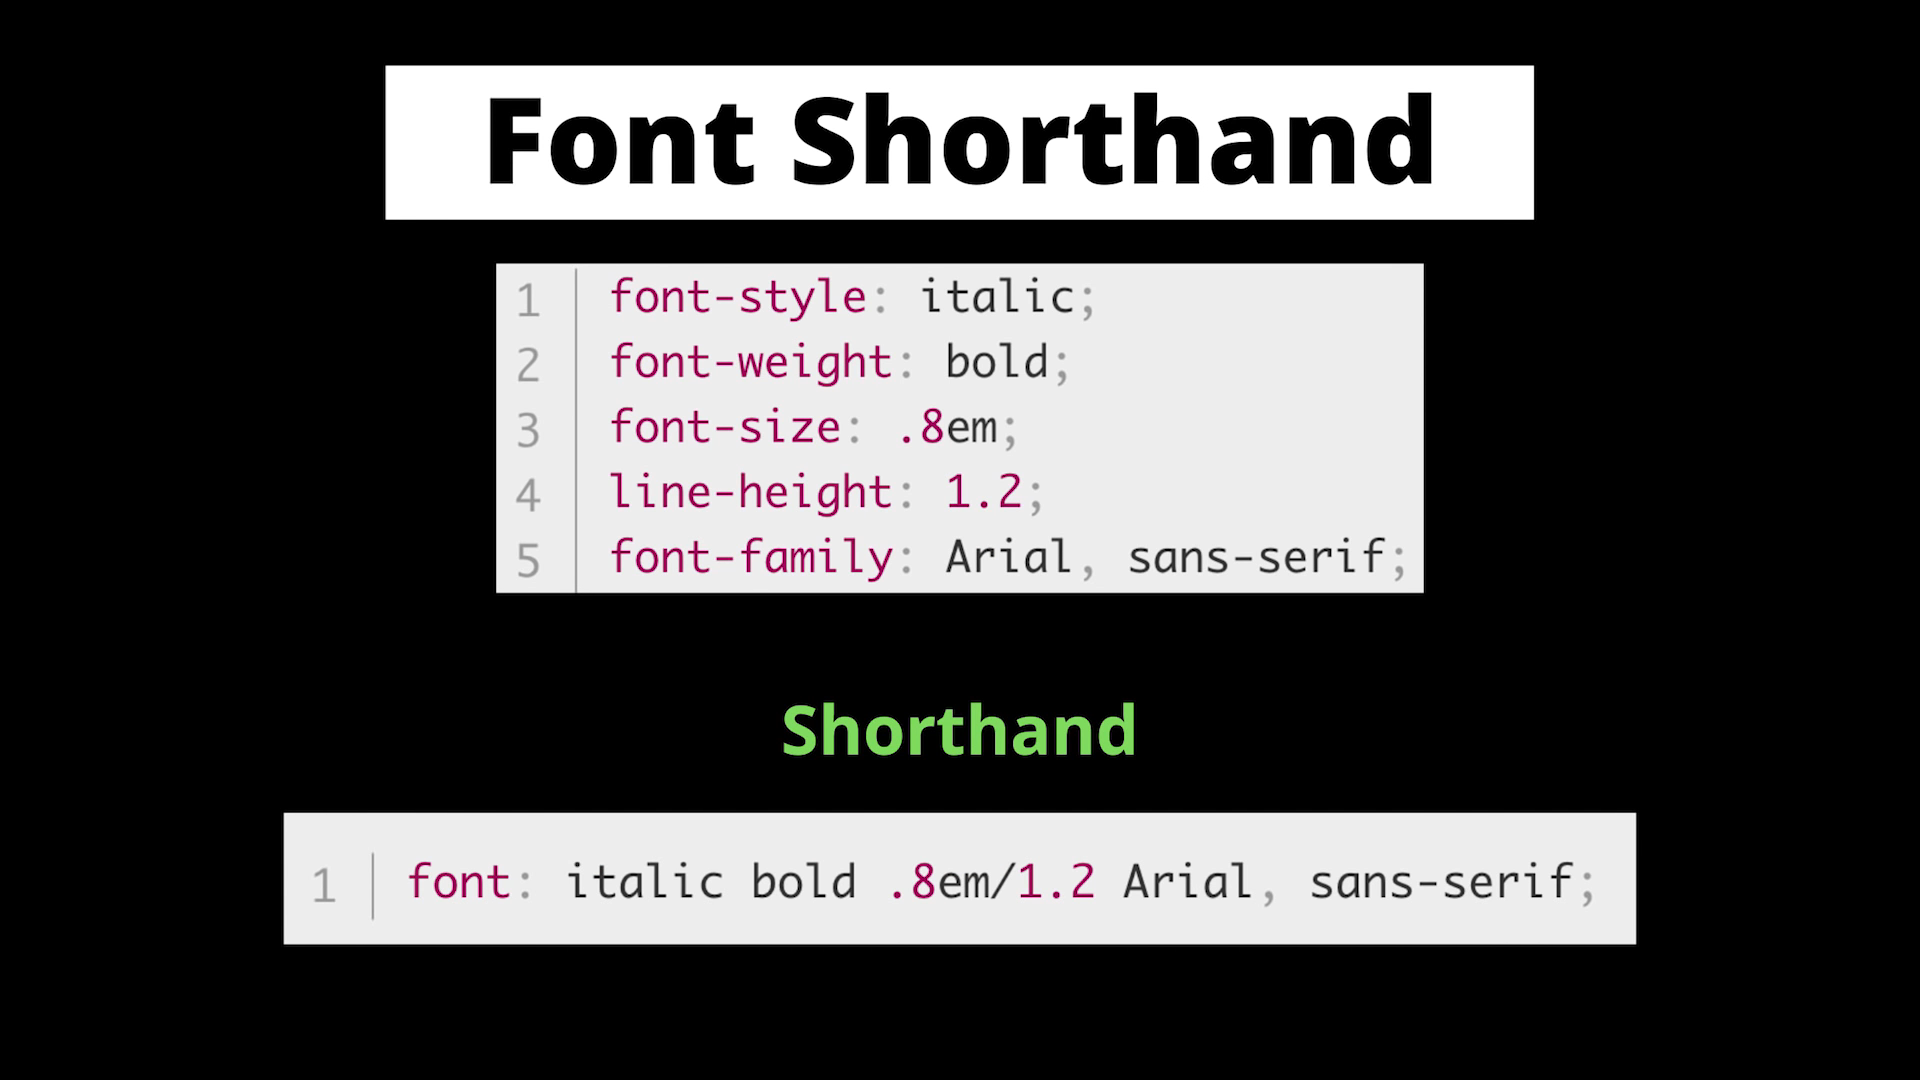 Font Shorthand
1 font-style: italic;
2 font-weight: bold;
3 font-size: .8em;
4 line-height: 1.2;
5 font-family: Arial, sans-serif;
Shorthand
1 font: italic bold .8em/1.2 Arial, sans-serif;